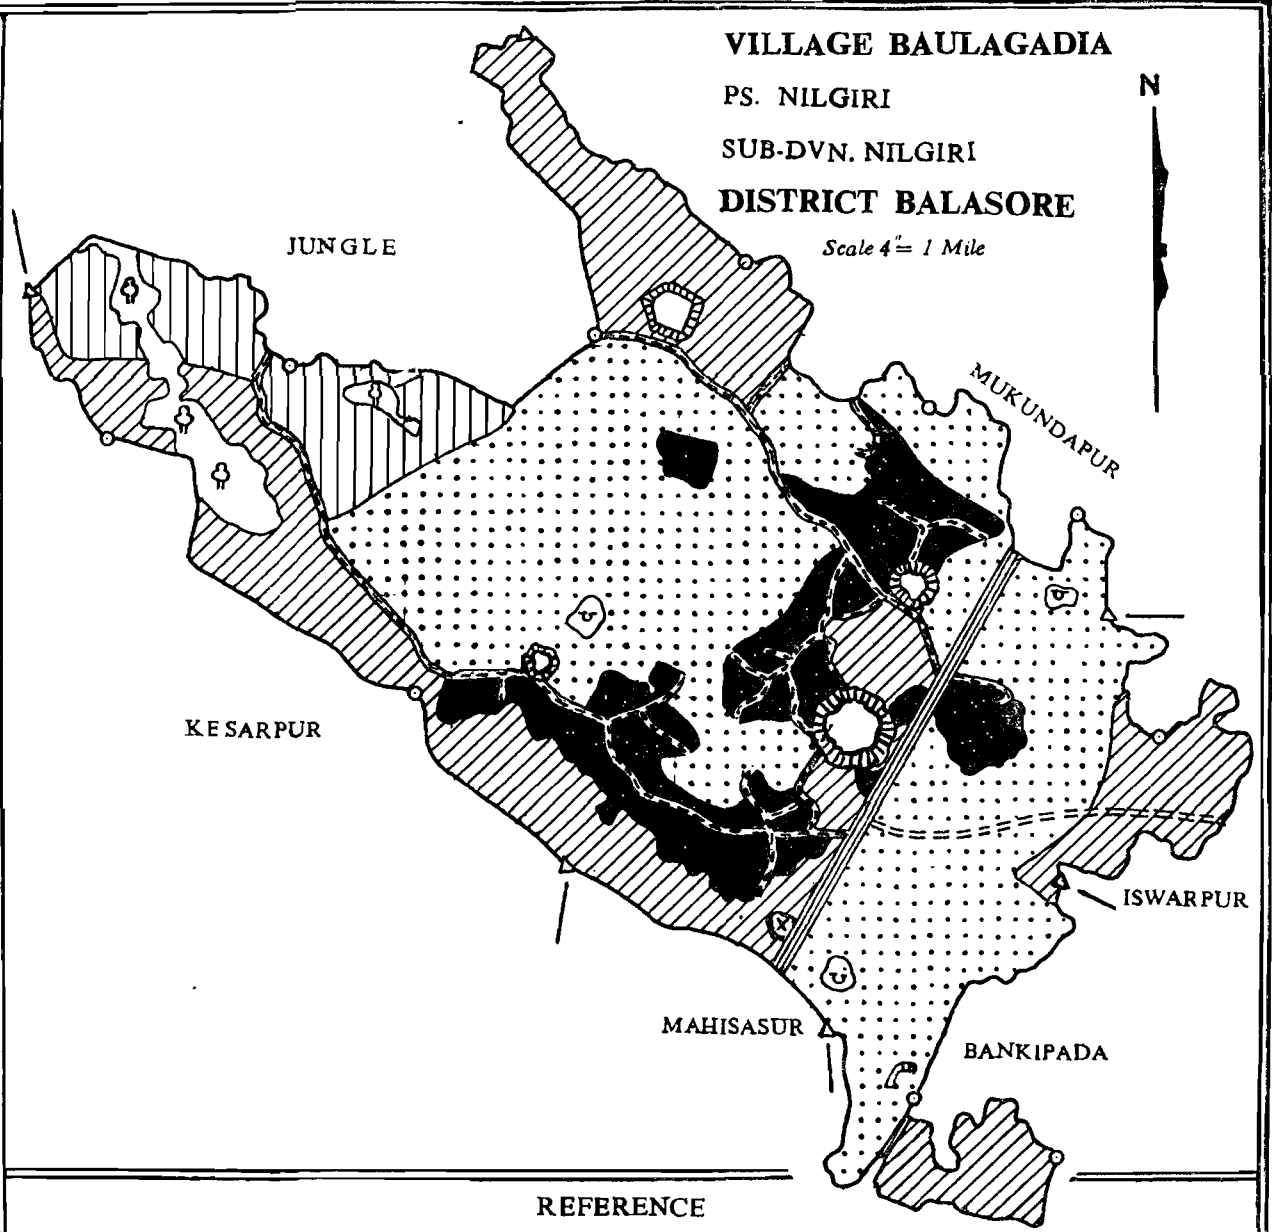 VILLAGE BAULAGADIA
PS. NILGIRI
N
SUB-DVN. NILGIRI
DISTRICT BALASORE
Scale 4"= 1 Mile
JUNGLE
MUKUNDAPUR
KESARPUR
ISWARPUR
MAHISASUR
BANKIPADA
REFERENCE